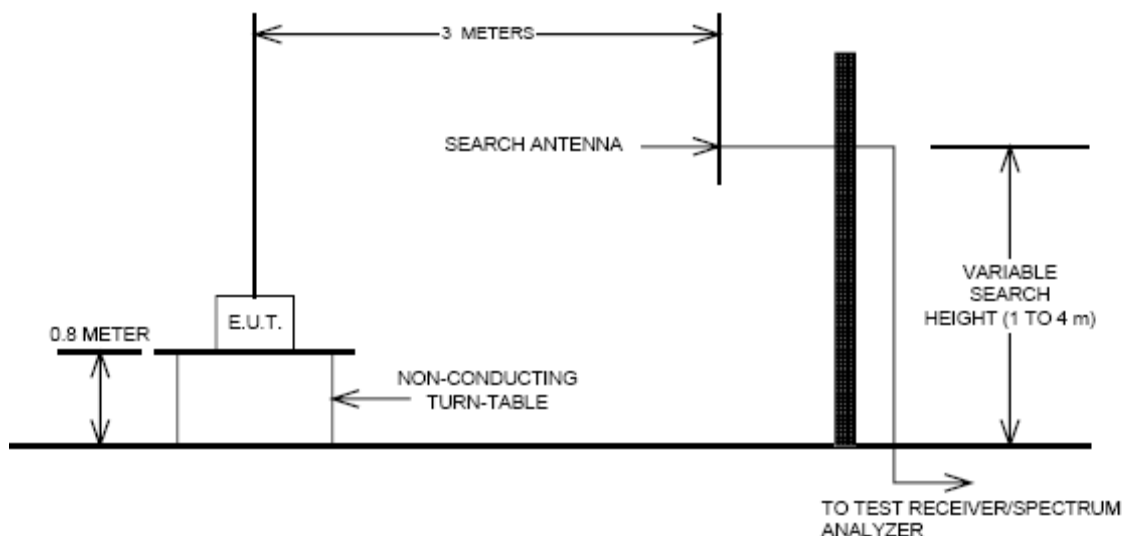 3 METERS
SEARCH ANTENNA
E.U.T.
0.8 METER
NON-CONDUCTING
TURN-TABLE
VARIABLE
SEARCH
HEIGHT (1 TO 4 m)
TO TEST RECEIVER/SPECTRUM
ANALYZER